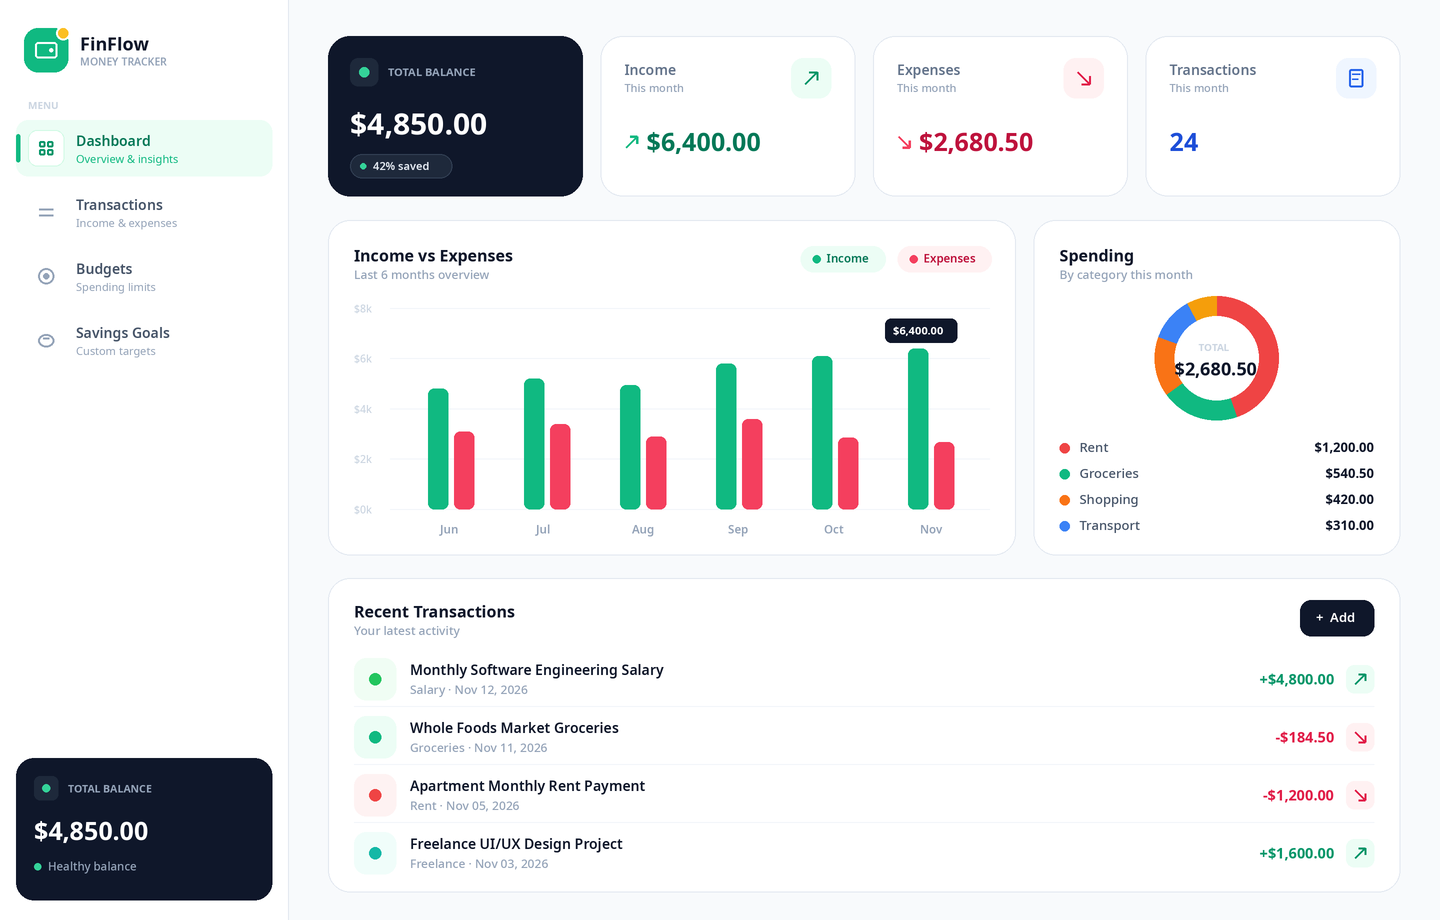 FinFlow
MONEY TRACKER
MENU
Dashboard
Overview & insights
Transactions
Income & expenses
Budgets
Spending limits
Savings Goals
Custom targets
TOTAL BALANCE
$4,850.00
Healthy balance
TOTAL BALANCE
$4,850.00
42% saved
Income
This month
$6,400.00
Expenses
This month
$2,680.50
Transactions
This month
24
Income vs Expenses
Last 6 months overview
Income
Expenses
$8k
$6k
$4k
$2k
$0k
$6,400.00
Jun
Jul
Aug
Sep
Oct
Nov
Spending
By category this month
TOTAL
$2,680.50
Rent $1,200.00
Groceries $540.50
Shopping $420.00
Transport $310.00
Recent Transactions
Your latest activity
+ Add
Monthly Software Engineering Salary
Salary · Nov 12, 2026
+$4,800.00
Whole Foods Market Groceries
Groceries · Nov 11, 2026
-$184.50
Apartment Monthly Rent Payment
Rent · Nov 05, 2026
-$1,200.00
Freelance UI/UX Design Project
Freelance · Nov 03, 2026
+$1,600.00